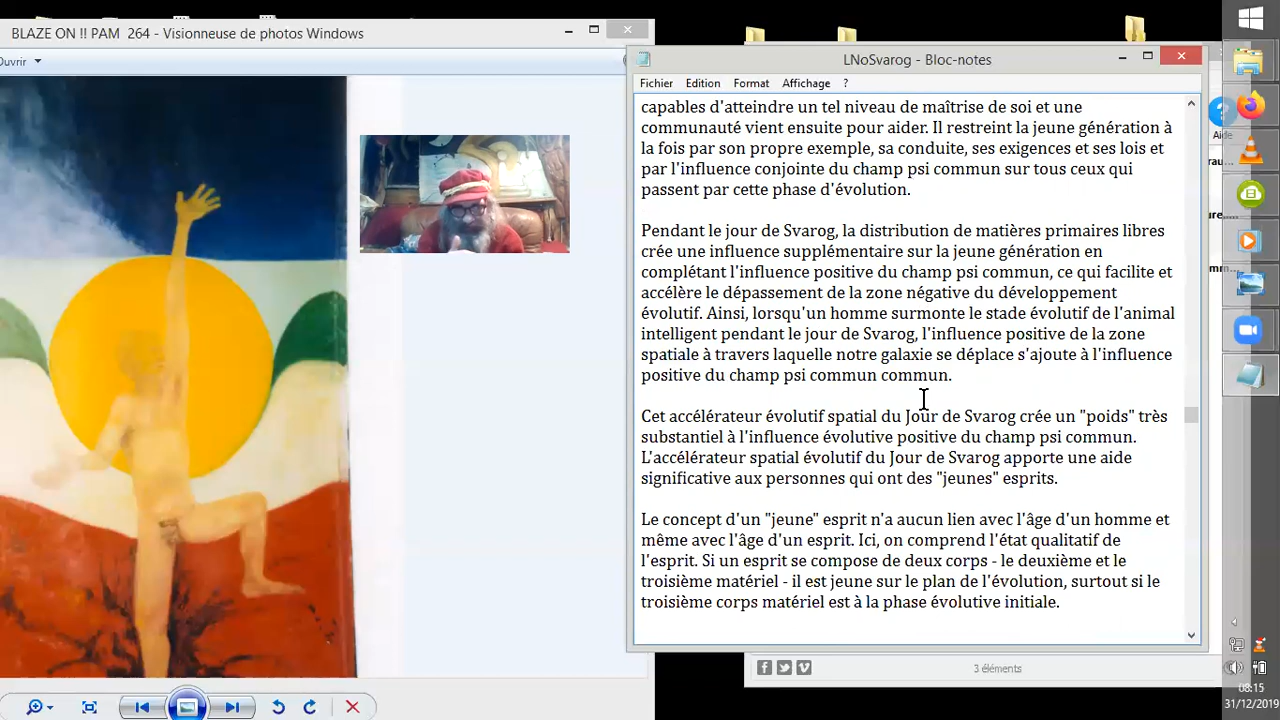 BLAZE ON !! PAM  264 - Visionneuse de photos Windows
Ouvrir
LNoSvarog - Bloc-notes
Fichier Edition Format Affichage ?
capables d'atteindre un tel niveau de maîtrise de soi et une
communauté vient ensuite pour aider. Il restreint la jeune génération à
la fois par son propre exemple, sa conduite, ses exigences et ses lois et
par l'influence conjointe du champ psi commun sur tous ceux qui
passent par cette phase d'évolution.
Pendant le jour de Svarog, la distribution de matières primaires libres
crée une influence supplémentaire sur la jeune génération en
complétant l'influence positive du champ psi commun, ce qui facilite et
accélère le dépassement de la zone négative du développement
évolutif. Ainsi, lorsqu'un homme surmonte le stade évolutif de l'animal
intelligent pendant le jour de Svarog, l'influence positive de la zone
spatiale à travers laquelle notre galaxie se déplace s'ajoute à l'influence
positive du champ psi commun commun.
Cet accélérateur évolutif spatial du Jour de Svarog crée un "poids" très
substantiel à l'influence évolutive positive du champ psi commun.
L'accélérateur spatial évolutif du Jour de Svarog apporte une aide
significative aux personnes qui ont des "jeunes" esprits.
Le concept d'un "jeune" esprit n'a aucun lien avec l'âge d'un homme et
même avec l'âge d'un esprit. Ici, on comprend l'état qualitatif de
l'esprit. Si un esprit se compose de deux corps - le deuxième et le
troisième matériel - il est jeune sur le plan de l'évolution, surtout si le
troisième corps matériel est à la phase évolutive initiale.
3 éléments
Aide
08:15
31/12/2019